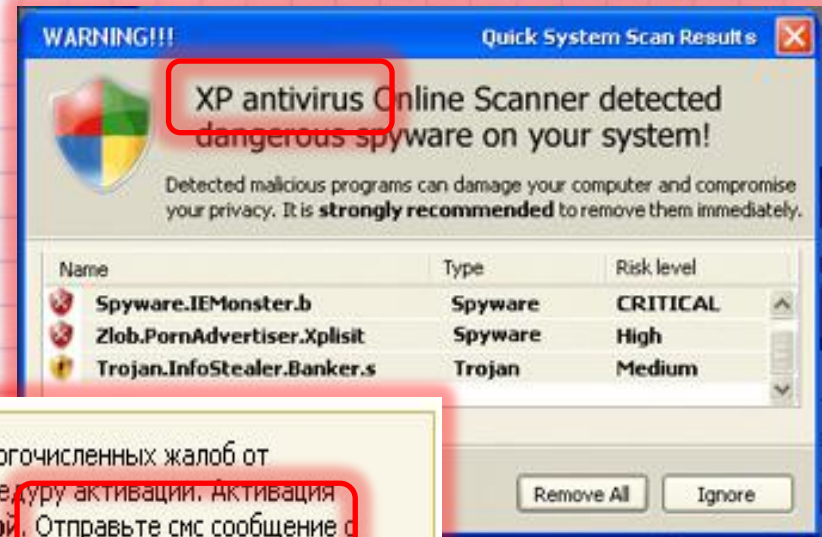 WARNING!!!
Quick System Scan Results
XP antivirus Online Scanner detected
dangerous spyware on your system!
Detected malicious programs can damage your computer and compromise
your privacy. It is strongly recommended to remove them immediately.
Name Type Risk level
Spyware.IEMonster.b Spyware CRITICAL
Zlob.PornAdvertiser.Xplisit Spyware High
Trojan.InfoStealer.Banker.s Trojan Medium
Remove All Ignore
жалоб от
активации. Активация
Отправьте смс сообщение с